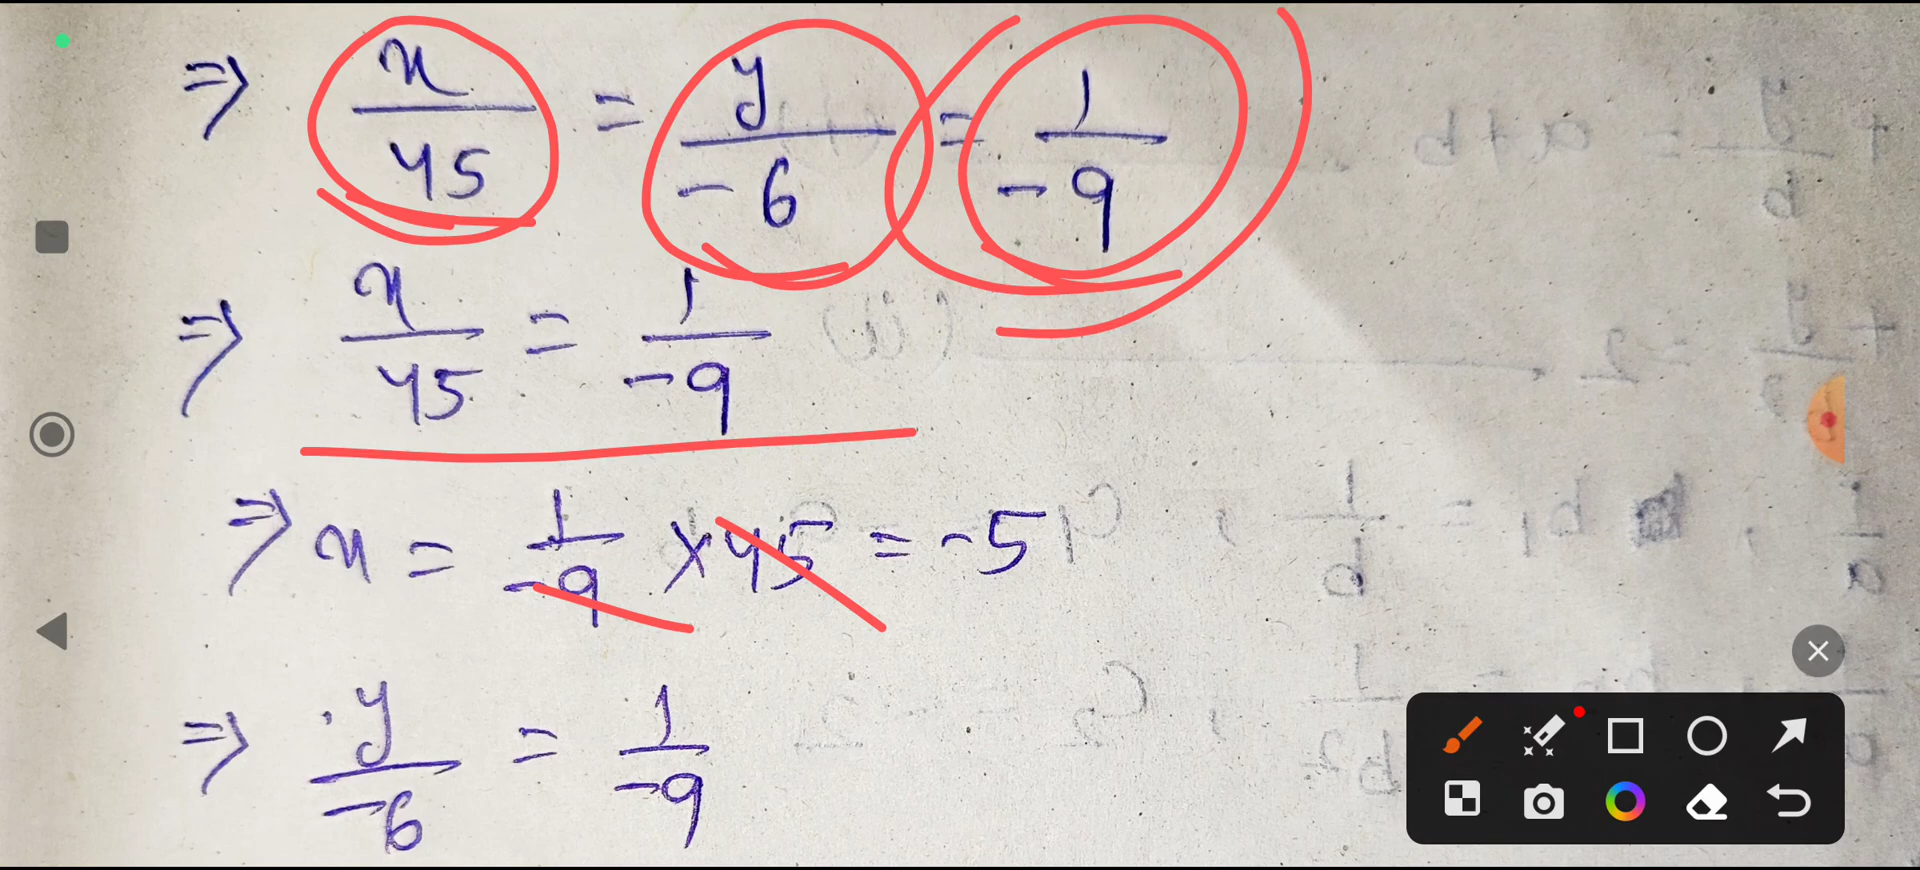 ⇒ x/45 = y/-6 = 1/-9
⇒ x/45 = 1/-9
⇒ x = 1/-9 × 45 = -5
⇒ y/-6 = 1/-9